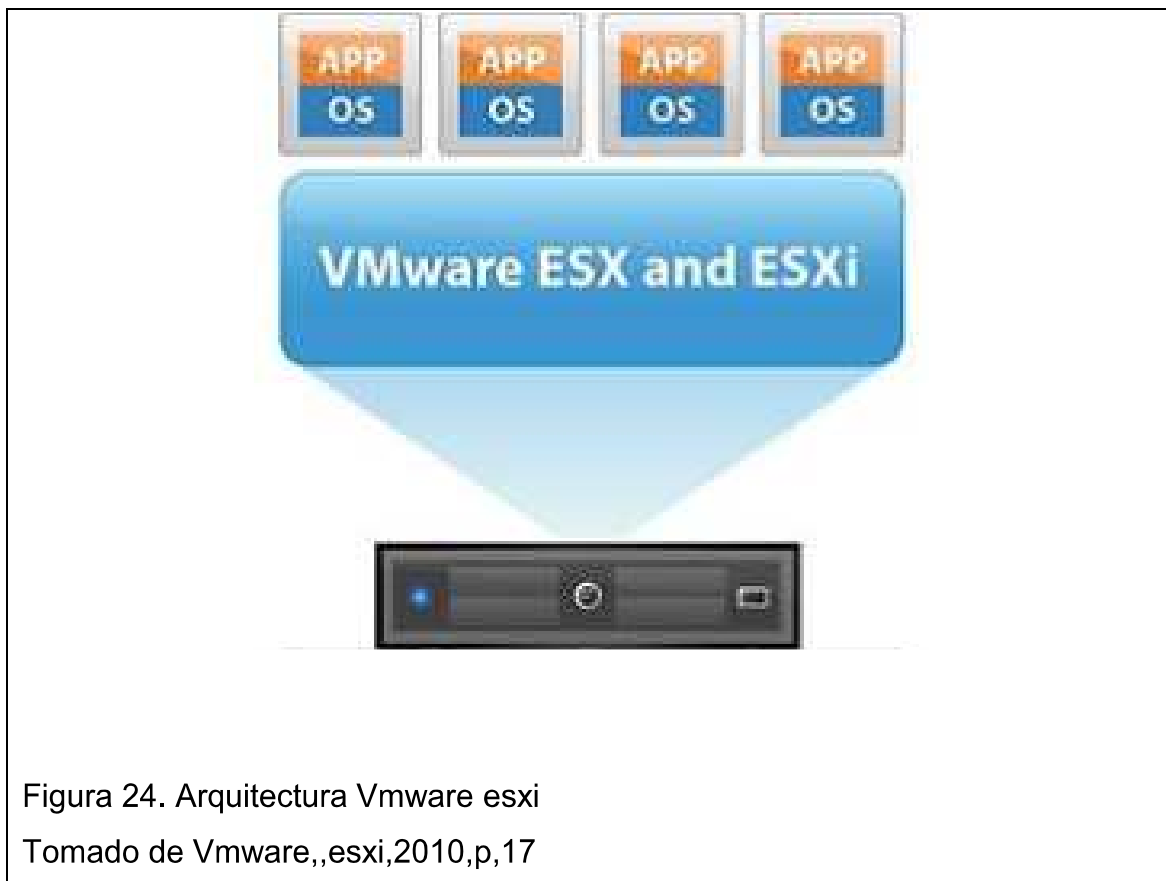 APP APP APP APP
OS OS OS OS
VMware ESX and ESXi
Figura 24. Arquitectura Vmware esxi
Tomado de Vmware,,esxi,2010,p,17